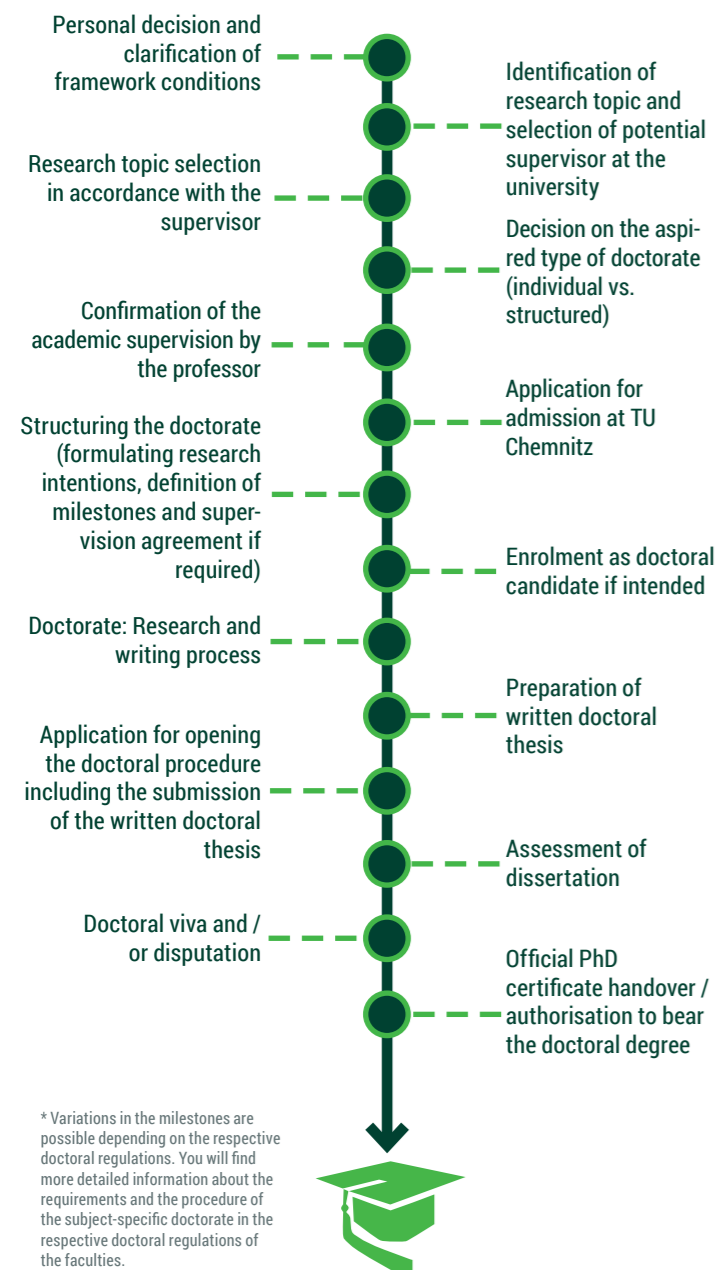 Personal decision and
clarification of
framework conditions
Identification of
research topic and
selection of potential
supervisor at the
university
Research topic selection
in accordance with the
supervisor
Decision on the aspi-
red type of doctorate
(individual vs.
structured)
Confirmation of the
academic supervision by
the professor
Application for
admission at TU
Chemnitz
Structuring the doctorate
(formulating research
intentions, definition of
milestones and super-
vision agreement if
required)
Enrolment as doctoral
candidate if intended
Doctorate: Research and
writing process
Preparation of
written doctoral
thesis
Application for opening
the doctoral procedure
including the submission
of the written doctoral
thesis
Assessment of
dissertation
Doctoral viva and /
or disputation
Official PhD
certificate handover /
authorisation to bear
the doctoral degree
* Variations in the milestones are
possible depending on the respective
doctoral regulations. You will find
more detailed information about the
requirements and the procedure of
the subject-specific doctorate in the
respective doctoral regulations of
the faculties.